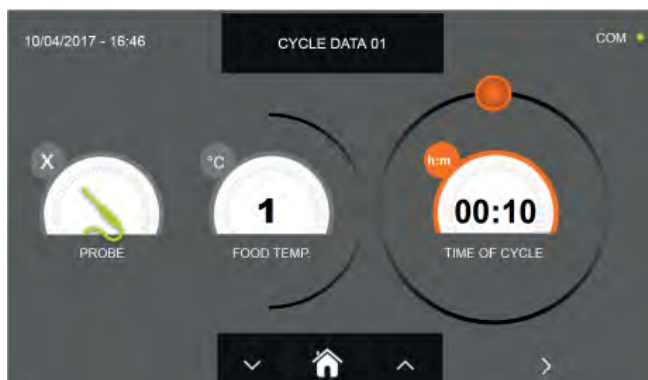 10/04/2017 - 16:46
CYCLE DATA 01
COM
X
°C
h:m
1
00:10
PROBE
FOOD TEMP.
TIME OF CYCLE